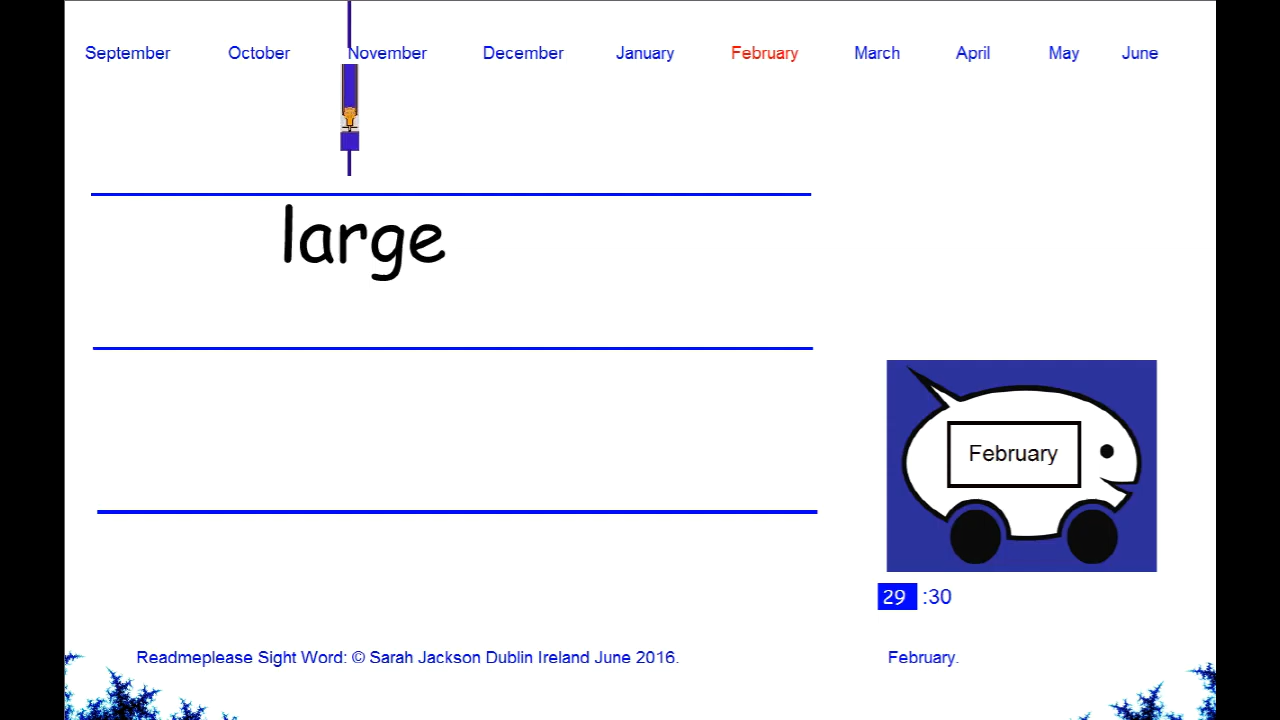 September October November December January February March April May June
large
February
29 :30
Readmeplease Sight Word: © Sarah Jackson Dublin Ireland June 2016. February.